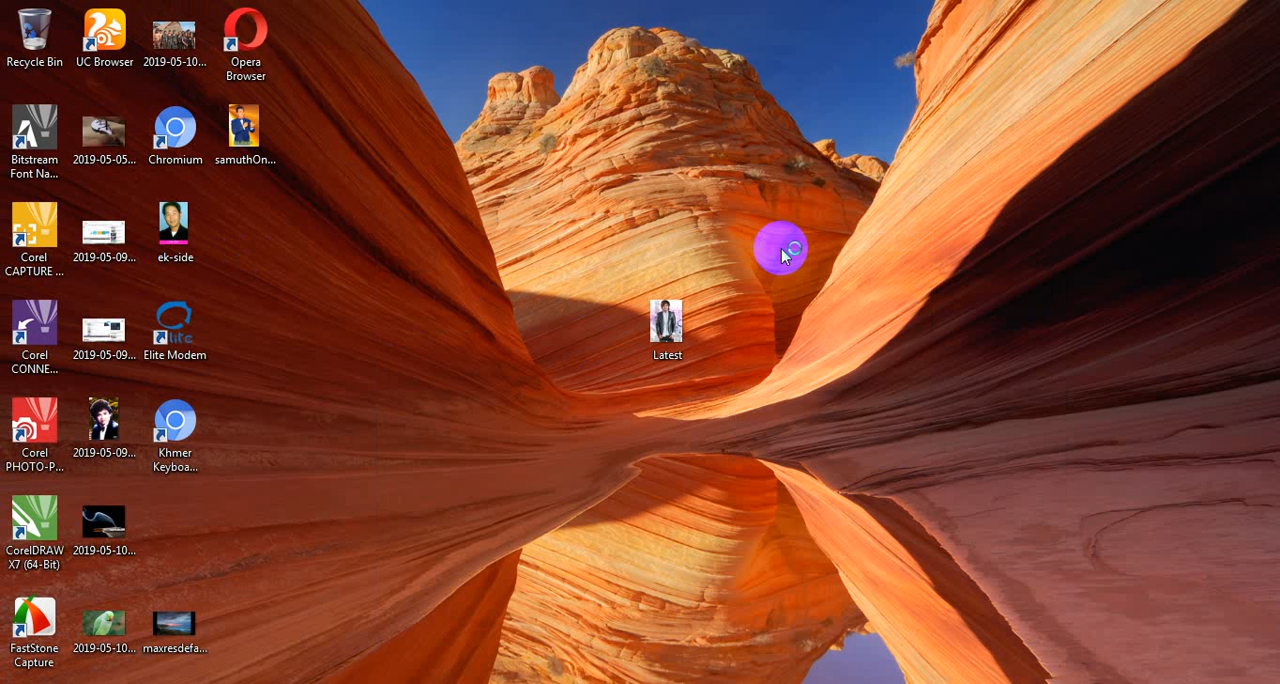 Recycle Bin
UC Browser
2019-05-10...
Opera
Browser
Bitstream
Font Na...
2019-05-05...
Chromium
samuthOn...
Corel
CAPTURE ...
2019-05-09...
ek-side
Corel
CONNE...
2019-05-09...
Elite Modem
Latest
Corel
PHOTO-P...
2019-05-09...
Khmer
Keyboa...
CorelDRAW
X7 (64-Bit)
2019-05-10...
FastStone
Capture
2019-05-10...
maxresdefa...